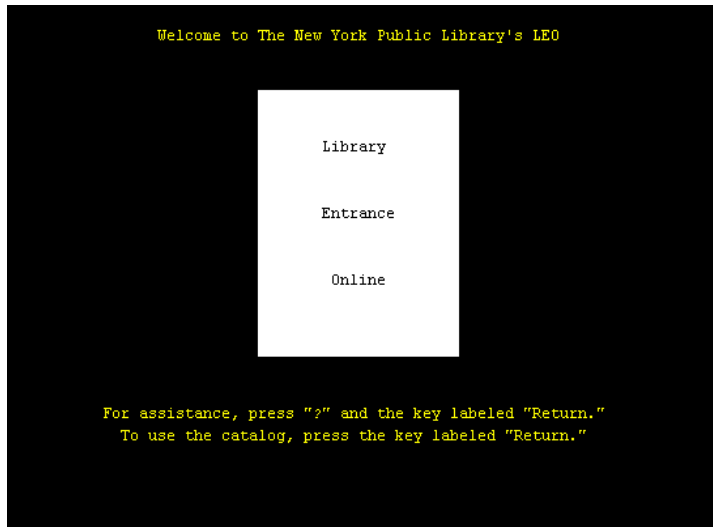 Welcome to The New York Public Library's LEO
Library
Entrance
Online
For assistance, press "?" and the key labeled "Return."
To use the catalog, press the key labeled "Return."